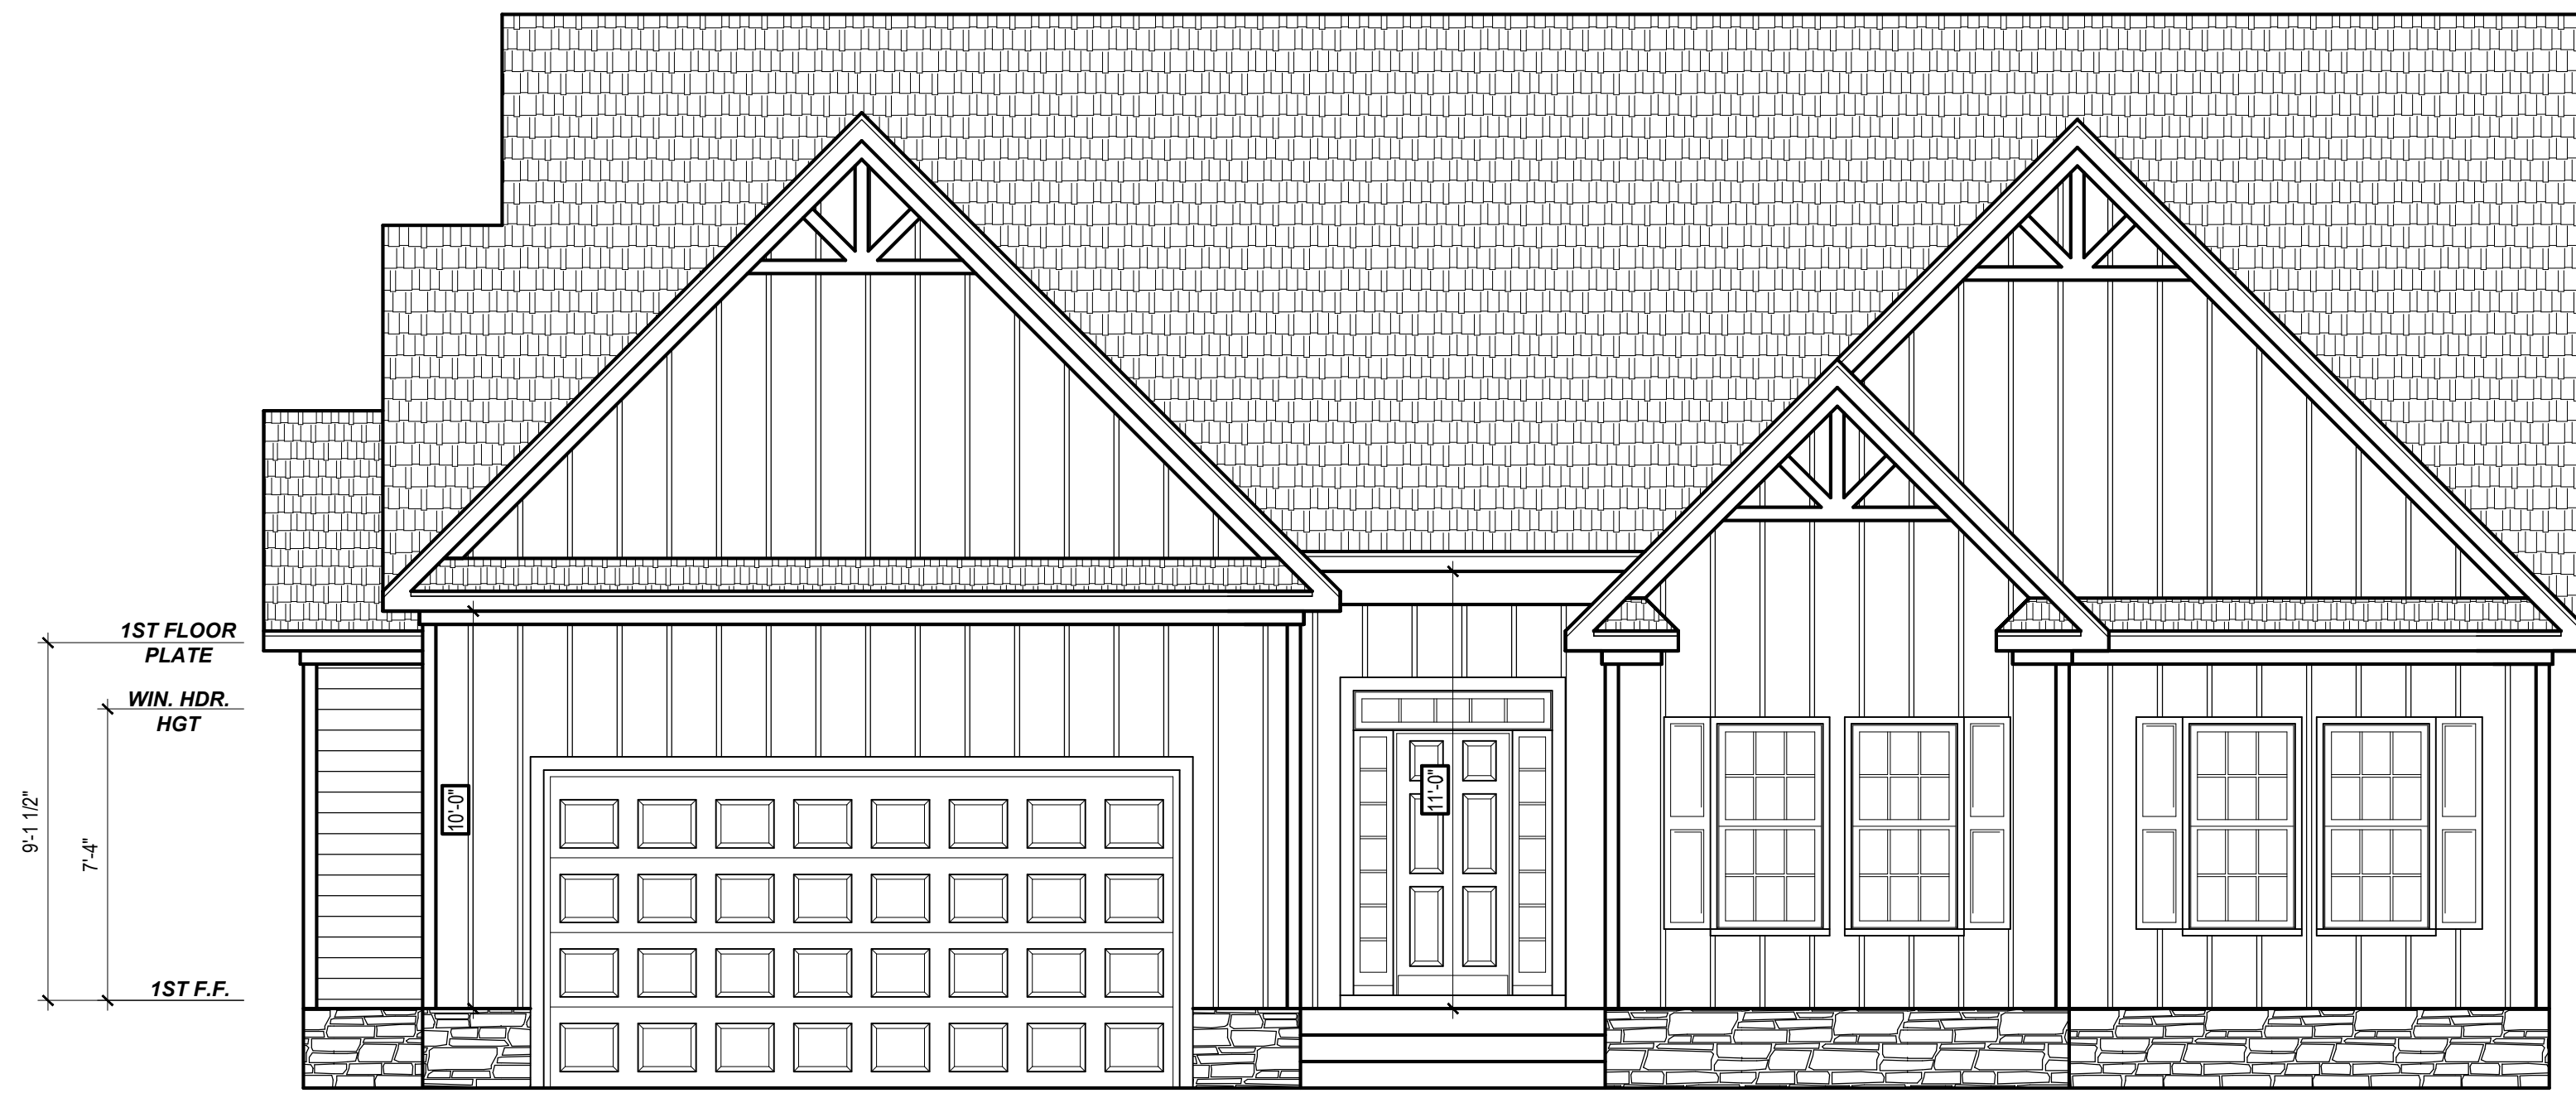 1ST FLOOR
PLATE
WIN. HDR.
HGT
9'-1 1/2"
7'-4"
10'-0"
11'-0"
1ST F.F.